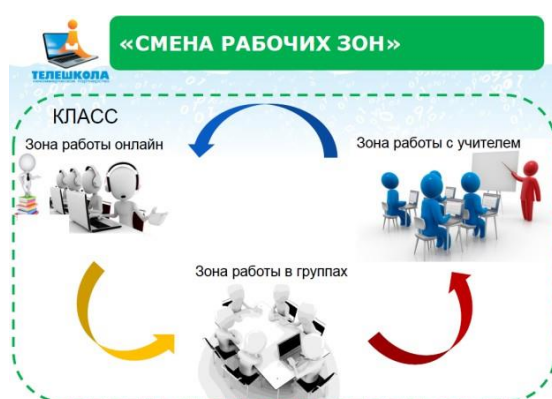 «СМЕНА РАБОЧИХ ЗОН»
ТЕЛЕШКОЛА
КЛАСС
Зона работы онлайн
Зона работы с учителем
Зона работы в группах